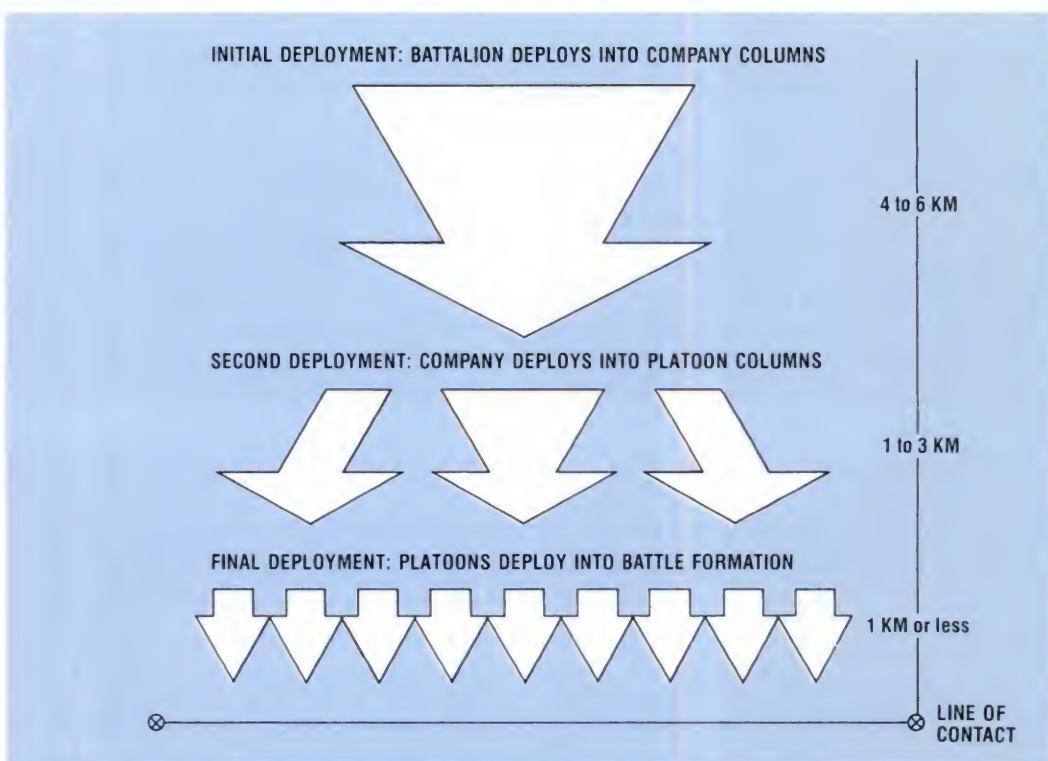 INITIAL DEPLOYMENT: BATTALION DEPLOYS INTO COMPANY COLUMNS
4 to 6 KM
SECOND DEPLOYMENT: COMPANY DEPLOYS INTO PLATOON COLUMNS
1 to 3 KM
FINAL DEPLOYMENT: PLATOONS DEPLOY INTO BATTLE FORMATION
1 KM or less
LINE OF
CONTACT